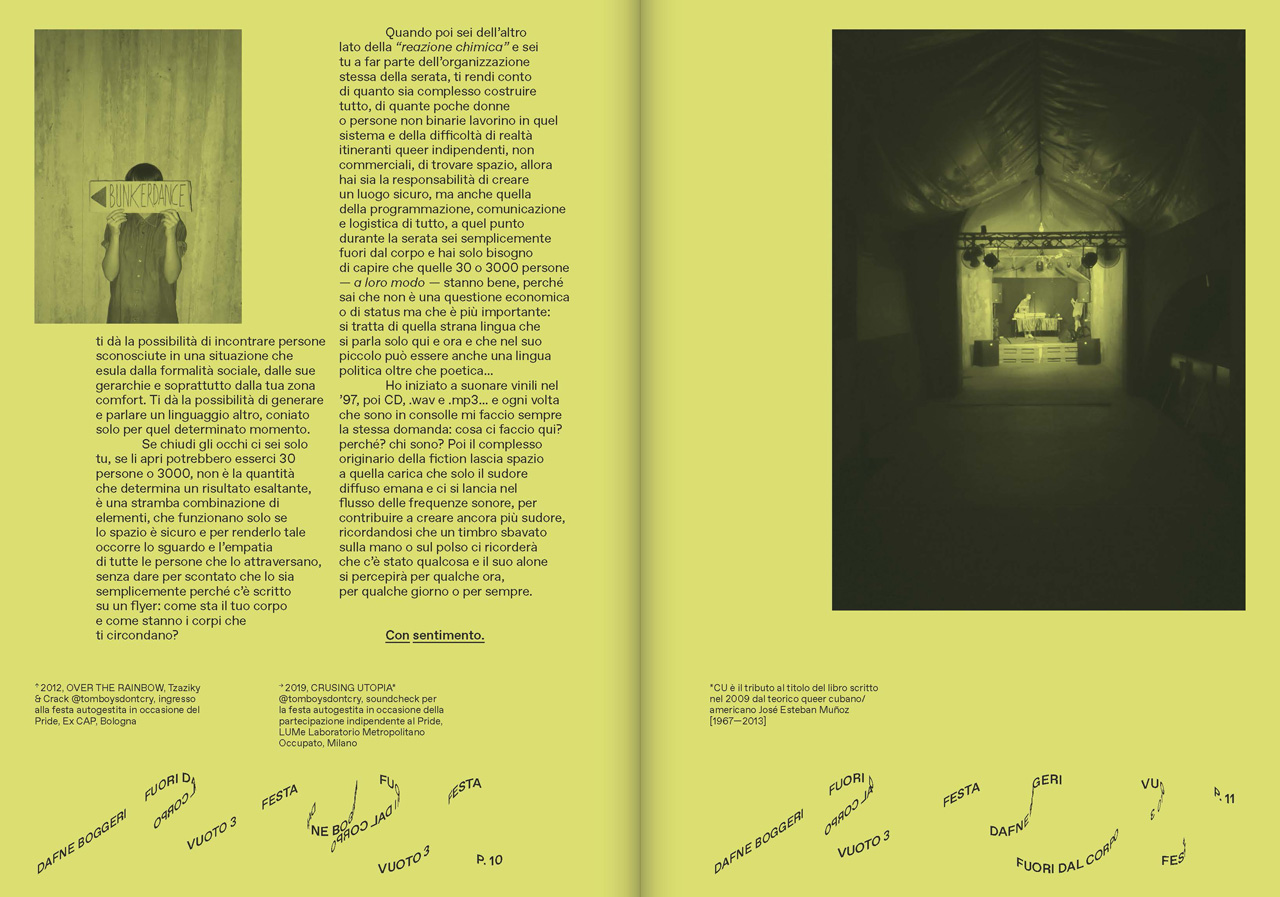 BUNKERDANCE
ti dà la possibilità di incontrare persone
sconosciute in una situazione che
esula dalla formalità sociale, dalle sue
gerarchie e soprattutto dalla tua zona
comfort. Ti dà la possibilità di generare
e parlare un linguaggio altro, coniato
solo per quel determinato momento.
Se chiudi gli occhi ci sei solo
tu, se li apri potrebbero esserci 30
persone o 3000, non è la quantità
che determina un risultato esaltante,
è una stramba combinazione di
elementi, che funzionano solo se
lo spazio è sicuro e per renderlo tale
occorre lo sguardo e l’empatia
di tutte le persone che lo attraversano,
senza dare per scontato che lo sia
semplicemente perché c’è scritto
su un flyer: come sta il tuo corpo
e come stanno i corpi che
ti circondano?
Quando poi sei dell’altro
lato della “reazione chimica” e sei
tu a far parte dell’organizzazione
stessa della serata, ti rendi conto
di quanto sia complesso costruire
tutto, di quante poche donne
o persone non binarie lavorino in quel
sistema e della difficoltà di realtà
itineranti queer indipendenti, non
commerciali, di trovare spazio, allora
hai sia la responsabilità di creare
un luogo sicuro, ma anche quella
della programmazione, comunicazione
e logistica di tutto, a quel punto
durante la serata sei semplicemente
fuori dal corpo e hai solo bisogno
di capire che quelle 30 o 3000 persone
— a loro modo — stanno bene, perché
sai che non è una questione economica
o di status ma che è più importante:
si tratta di quella strana lingua che
si parla solo qui e ora e che nel suo
piccolo può essere anche una lingua
politica oltre che poetica...
Ho iniziato a suonare vinili nel
’97, poi CD, .wav e .mp3... e ogni volta
che sono in consolle mi faccio sempre
la stessa domanda: cosa ci faccio qui?
perché? chi sono? Poi il complesso
originario della fiction lascia spazio
a quella carica che solo il sudore
diffuso emana e ci si lancia nel
flusso delle frequenze sonore, per
contribuire a creare ancora più sudore,
ricordandosi che un timbro sbavato
sulla mano o sul polso ci ricorderà
che c’è stato qualcosa e il suo alone
si percepirà per qualche ora,
per qualche giorno o per sempre.
Con sentimento.
↑ 2012, OVER THE RAINBOW, Tzaziky
& Crack @tomboysdontcry, ingresso
alla festa autogestita in occasione del
Pride, Ex CAP, Bologna
→ 2019, CRUSING UTOPIA*
@tomboysdontcry, soundcheck per
la festa autogestita in occasione della
partecipazione indipendente al Pride,
LUMe Laboratorio Metropolitano
Occupato, Milano
*CU è il tributo al titolo del libro scritto
nel 2009 dal teorico queer cubano/
americano José Esteban Muñoz
[1967—2013]
DAFNE BOGGERI
FUORI DA
CORPO
VUOTO 3
FESTA
NE BO
FU
DAL CORPO
VUOTO 3
FESTA
P. 10
DAFNE BOGGERI
FUORI
AL CORPO
VUOTO 3
FESTA
DAFNE
GERI
FUORI DAL CORPO
VU
FES
P. 11